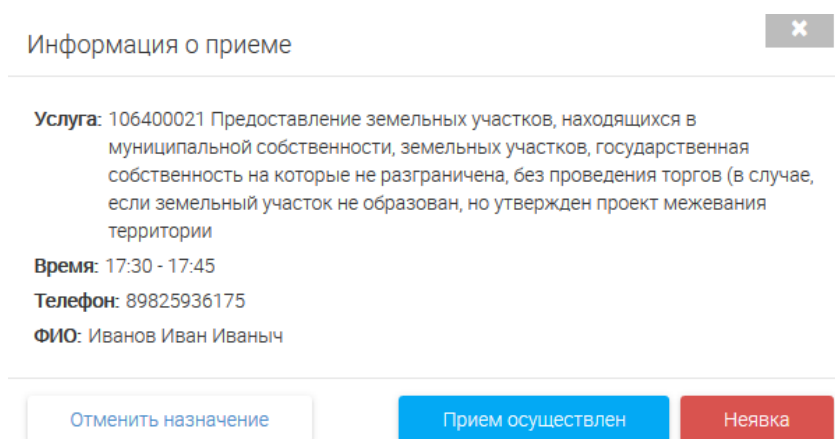 Информация о приеме
Услуга: 106400021 Предоставление земельных участков, находящихся в
муниципальной собственности, земельных участков, государственная
собственность на которые не разграничена, без проведения торгов (в случае,
если земельный участок не образован, но утвержден проект межевания
территории
Время: 17:30 - 17:45
Телефон: 89825936175
ФИО: Иванов Иван Иваныч
Отменить назначение Прием осуществлен Неявка